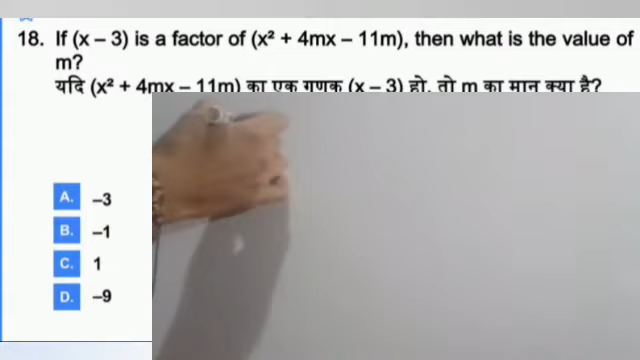 18. If (x – 3) is a factor of (x² + 4mx – 11m), then what is the value of
m?
यदि (x² + 4mx – 11m) का एक गुणक (x – 3) हो, तो m का मान क्या है?
A. –3
B. –1
C. 1
D. –9